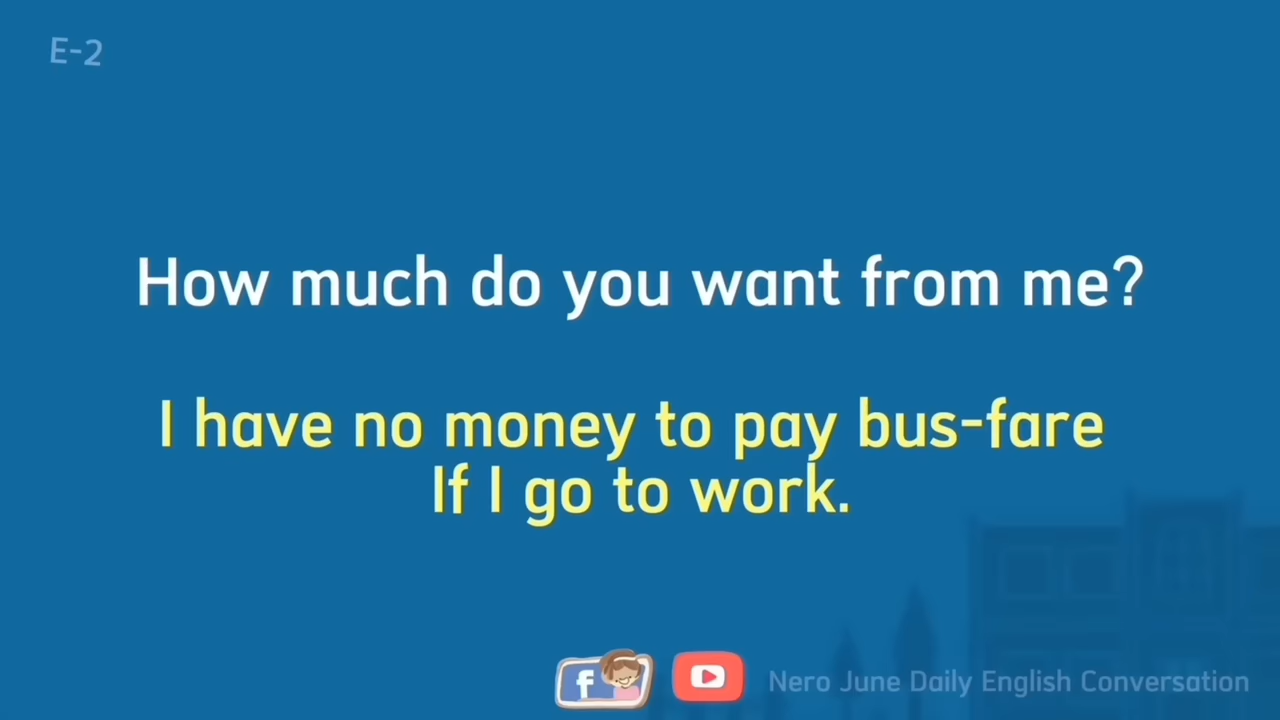 E-2
How much do you want from me?
I have no money to pay bus-fare
If I go to work.
f
Nero June Daily English Conversation